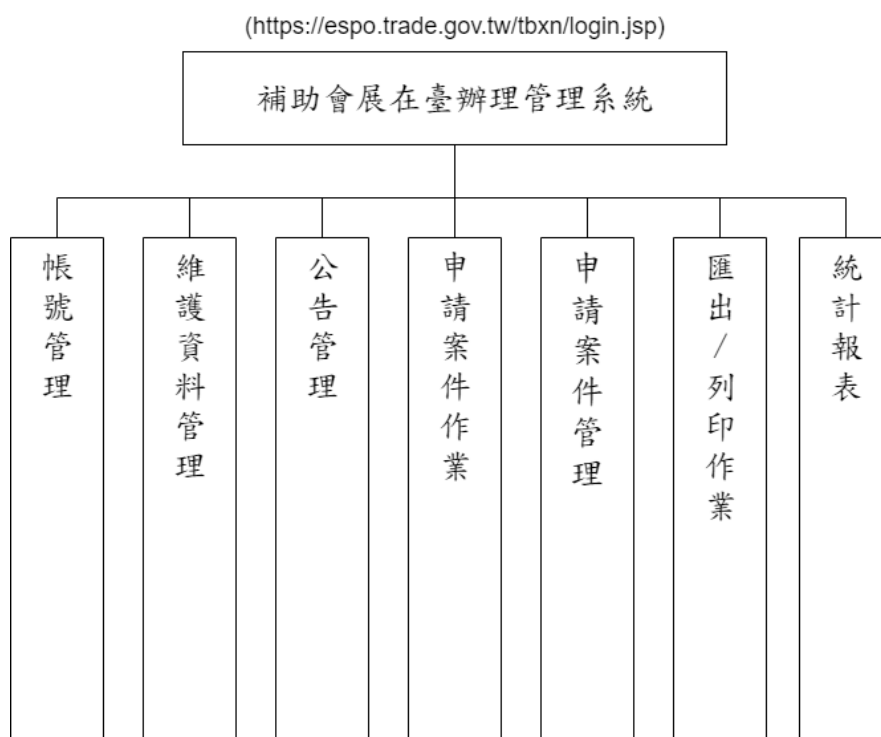 (https://espo.trade.gov.tw/tbxn/login.jsp)
補助會展在臺辦理管理系統
帳號管理
維護資料管理
公告管理
申請案件作業
申請案件管理
匯出/列印作業
統計報表